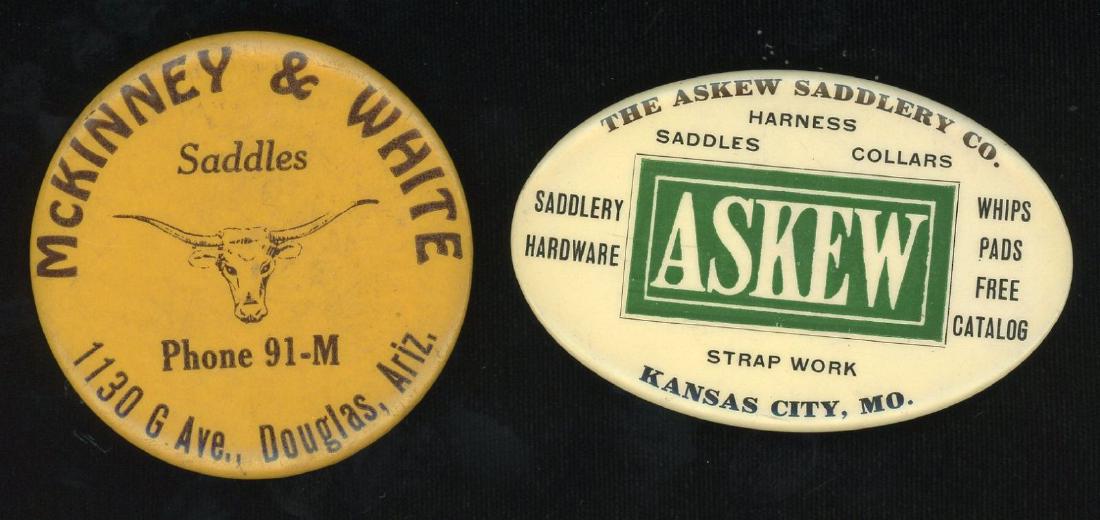 McKINNEY & WHITE
Saddles
Phone 91-M
1130 G Ave., Douglas, Ariz.
THE ASKEW SADDLERY CO.
HARNESS
SADDLES COLLARS
SADDLERY
HARDWARE
ASKEW
WHIPS
PADS
FREE
CATALOG
STRAP WORK
KANSAS CITY, MO.